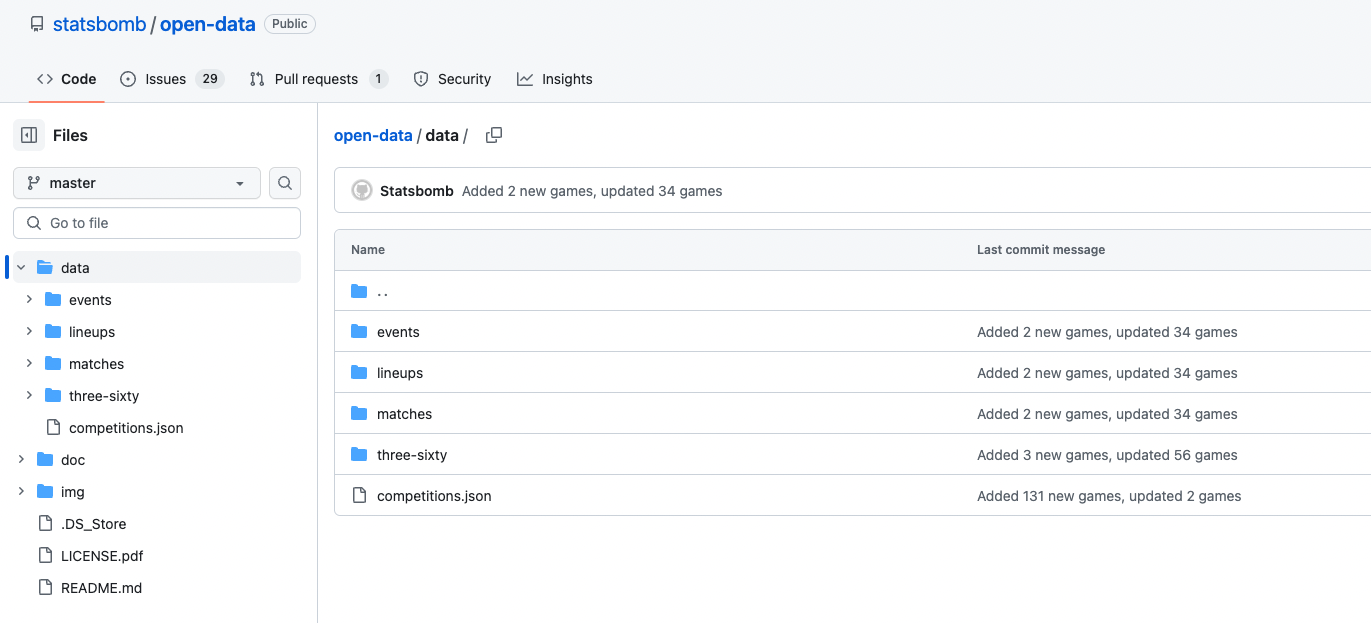 statsbomb / open-data Public
Code Issues 29 Pull requests 1 Security Insights
Files
master
Go to file
data
events
lineups
matches
three-sixty
competitions.json
doc
img
.DS_Store
LICENSE.pdf
README.md
open-data / data /
Statsbomb Added 2 new games, updated 34 games
Name Last commit message
..
events Added 2 new games, updated 34 games
lineups Added 2 new games, updated 34 games
matches Added 2 new games, updated 34 games
three-sixty Added 3 new games, updated 56 games
competitions.json Added 131 new games, updated 2 games